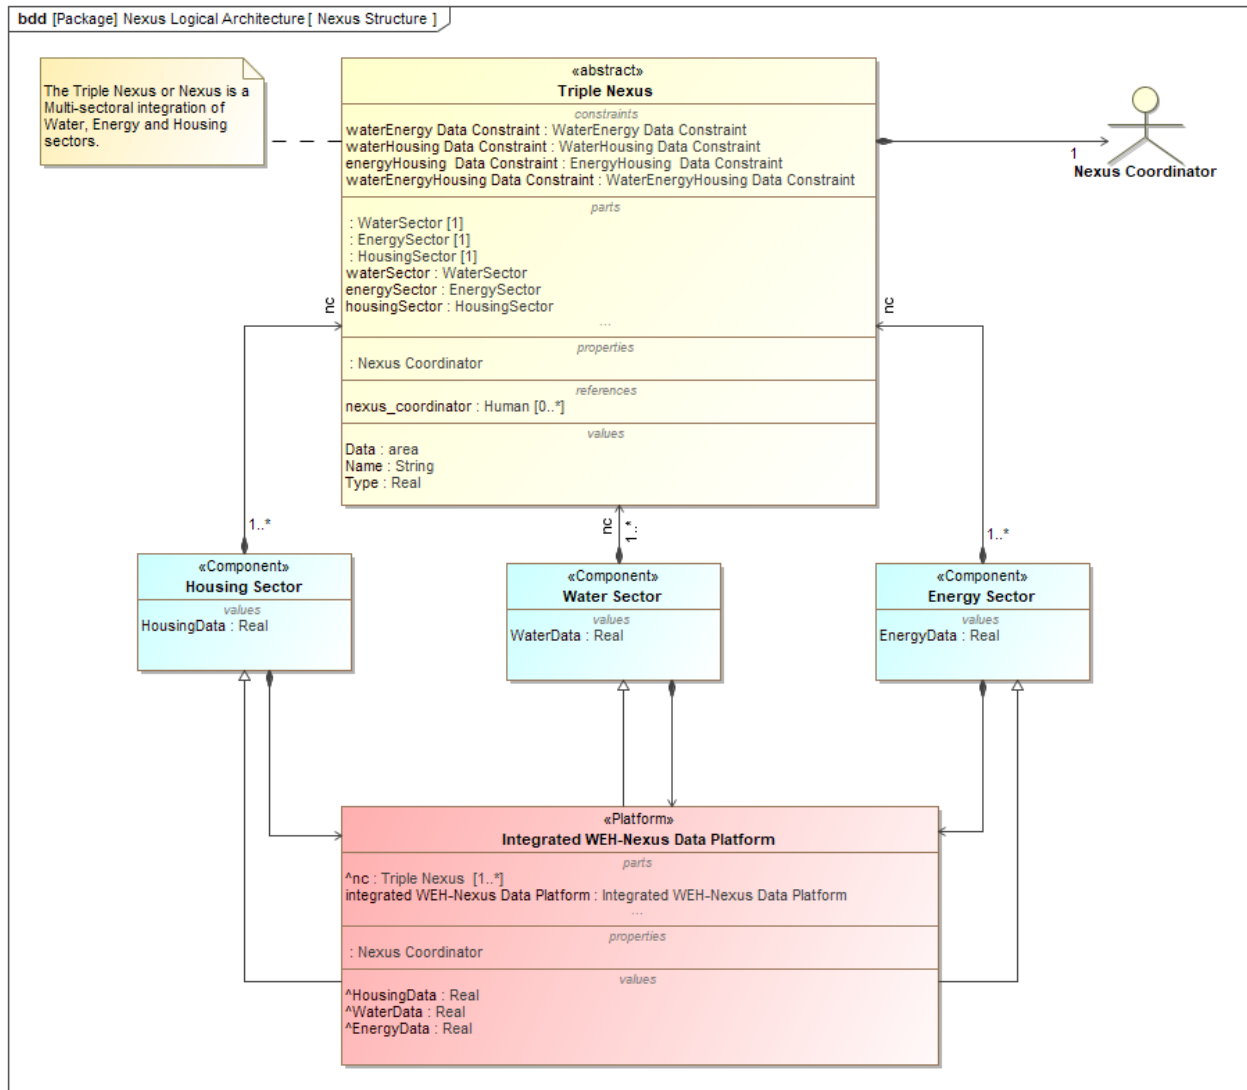 bdd [Package] Nexus Logical Architecture [ Nexus Structure ]
The Triple Nexus or Nexus is a
Multi-sectoral integration of
Water, Energy and Housing
sectors.
«abstract»
Triple Nexus
constraints
waterEnergy Data Constraint : WaterEnergy Data Constraint
waterHousing Data Constraint : WaterHousing Data Constraint
energyHousing  Data Constraint : EnergyHousing  Data Constraint
waterEnergyHousing Data Constraint : WaterEnergyHousing Data Constraint
parts
: WaterSector [1]
: EnergySector [1]
: HousingSector [1]
waterSector : WaterSector
energySector : EnergySector
housingSector : HousingSector
...
properties
: Nexus Coordinator
references
nexus_coordinator : Human [0..*]
values
Data : area
Name : String
Type : Real
1
Nexus Coordinator
nc
nc
nc
1..*
1..*
1..*
«Component»
Housing Sector
values
HousingData : Real
«Component»
Water Sector
values
WaterData : Real
«Component»
Energy Sector
values
EnergyData : Real
«Platform»
Integrated WEH-Nexus Data Platform
parts
^nc : Triple Nexus  [1..*]
integrated WEH-Nexus Data Platform : Integrated WEH-Nexus Data Platform
...
properties
: Nexus Coordinator
values
^HousingData : Real
^WaterData : Real
^EnergyData : Real